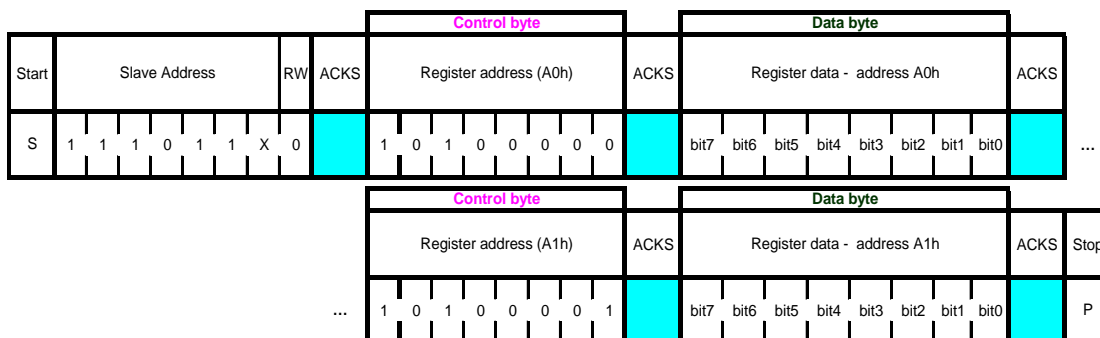 Control byte Data byte
Start Slave Address RW ACKS Register address (A0h) ACKS Register data - address A0h ACKS
S 1 1 1 0 1 1 X 0 1 0 1 0 0 0 0 0 bit7 bit6 bit5 bit4 bit3 bit2 bit1 bit0 ...
Control byte Data byte
Register address (A1h) ACKS Register data - address A1h ACKS Stop
... 1 0 1 0 0 0 0 1 bit7 bit6 bit5 bit4 bit3 bit2 bit1 bit0 P